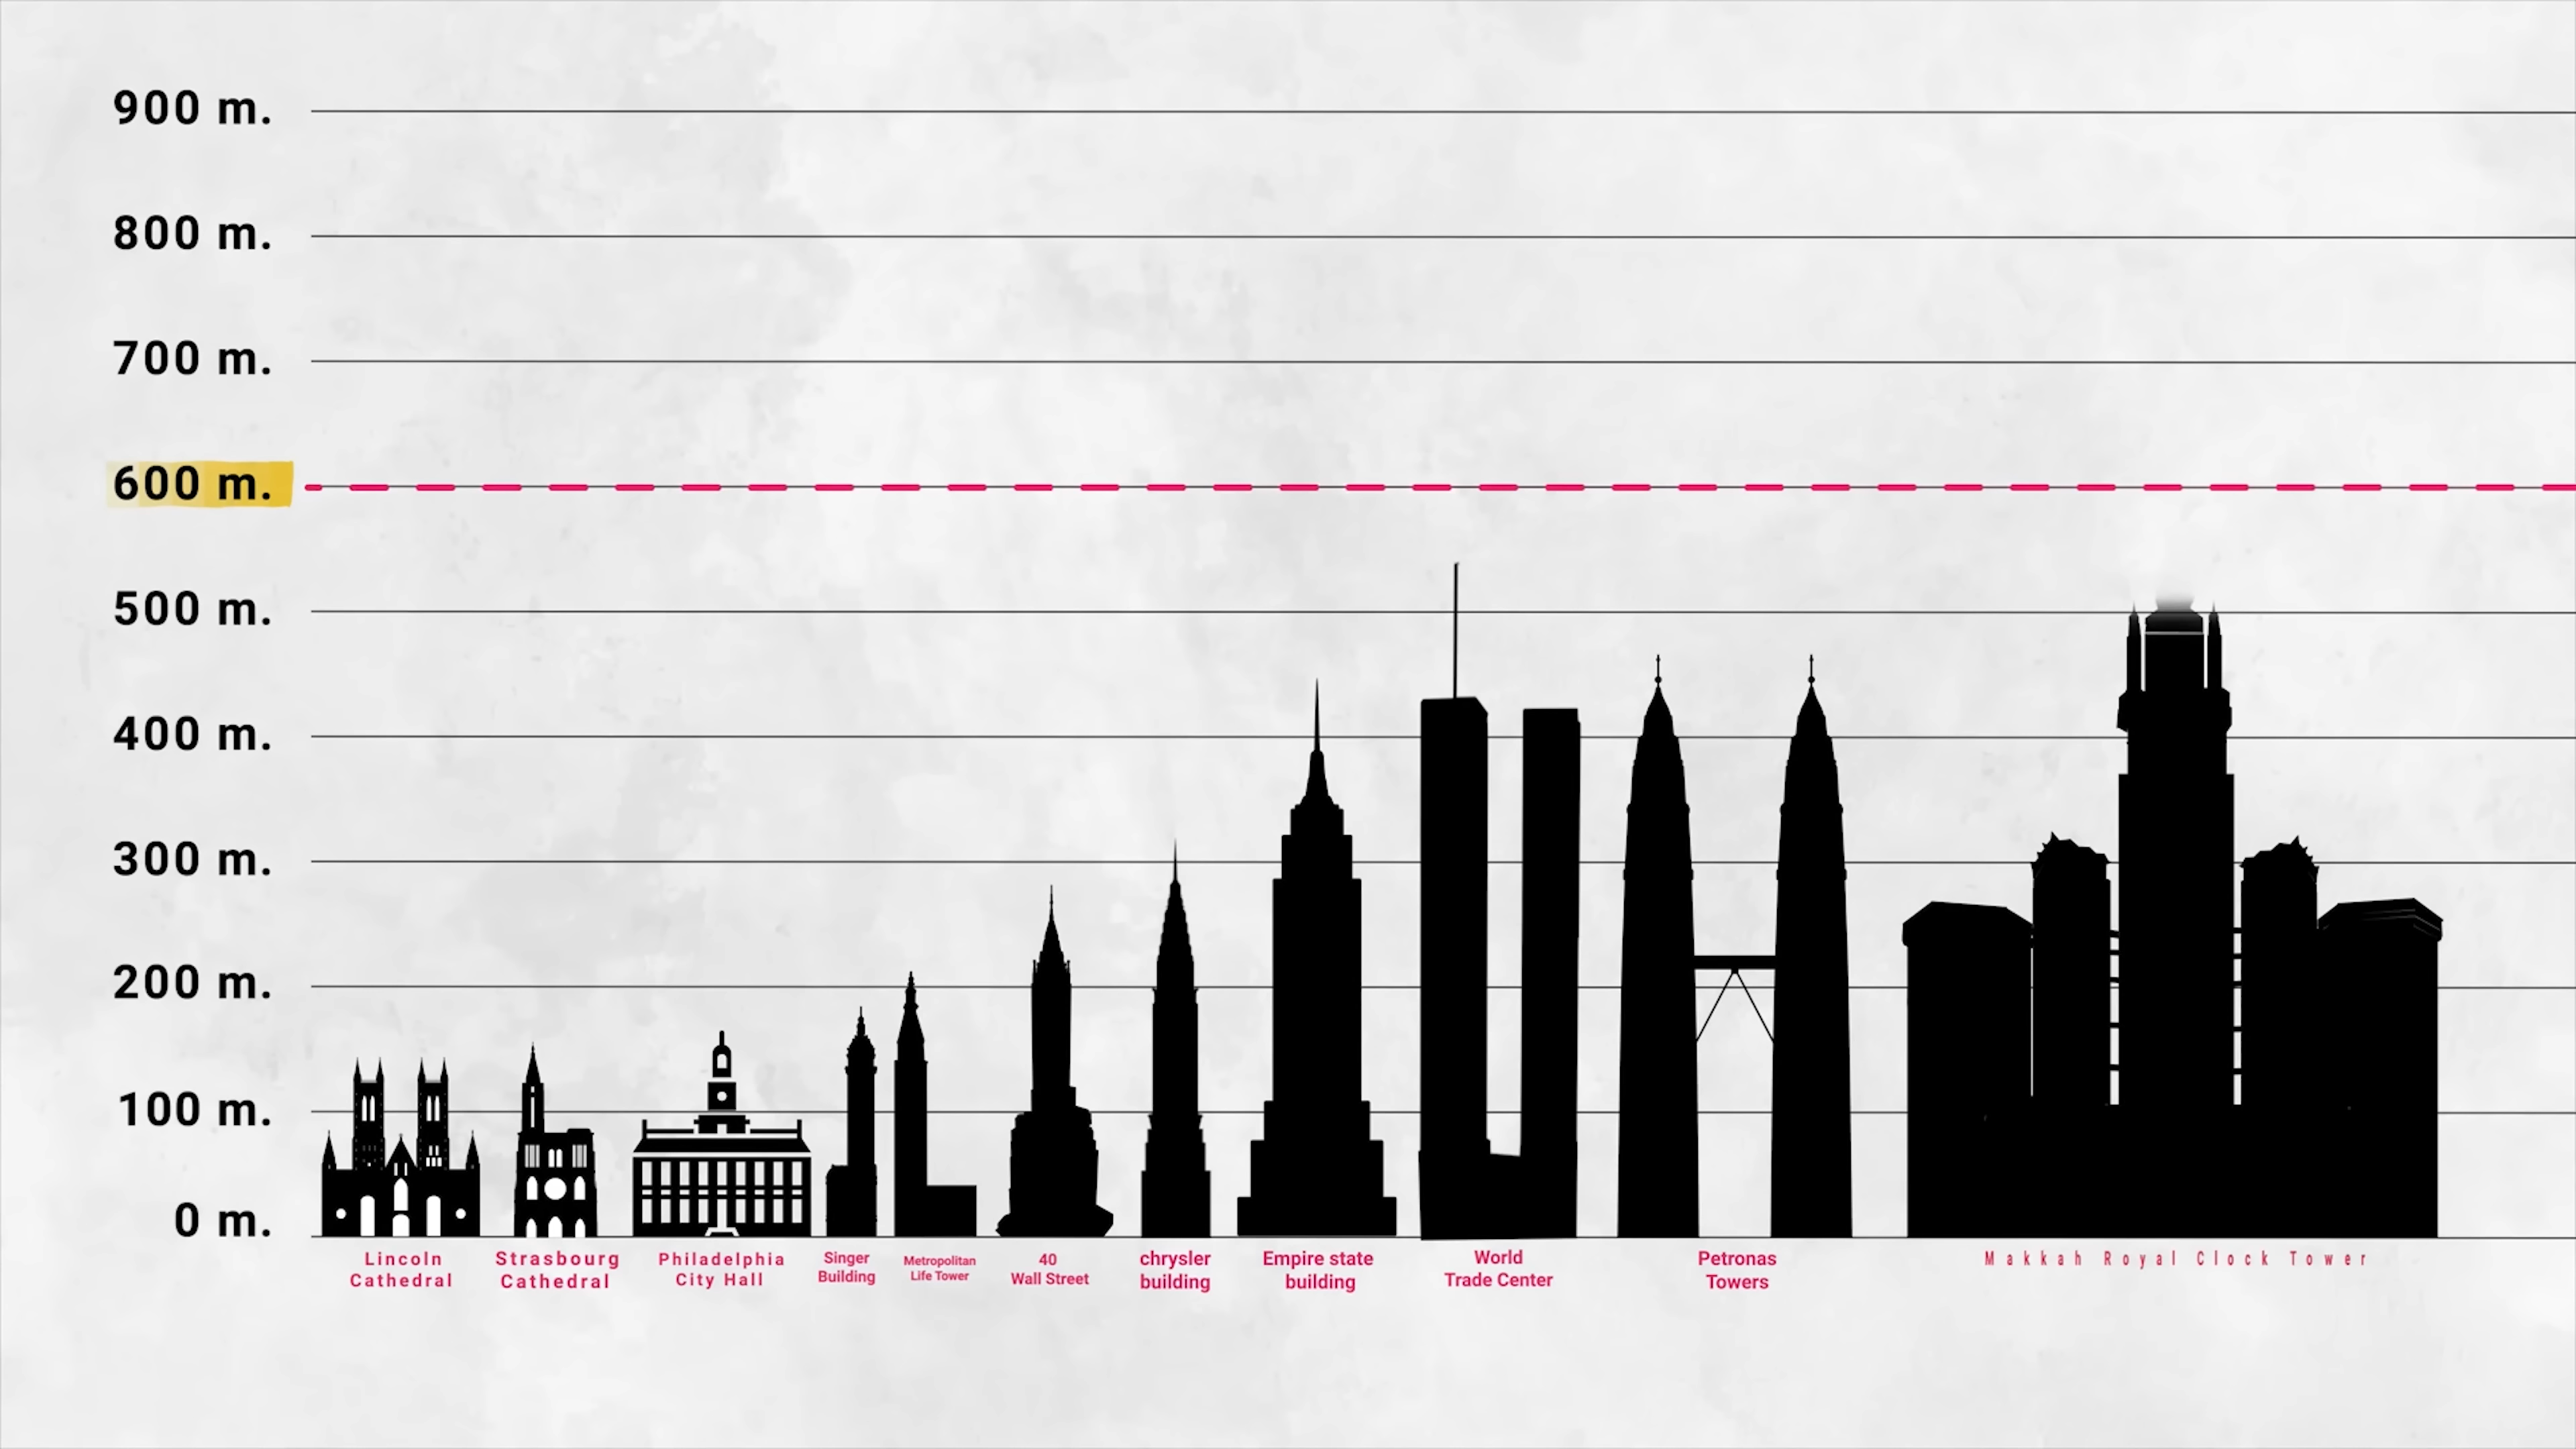 900 m.
800 m.
700 m.
600 m.
500 m.
400 m.
300 m.
200 m.
100 m.
0 m.
Lincoln
Cathedral
Strasbourg
Cathedral
Philadelphia
City Hall
Singer
Building
Metropolitan
Life Tower
40
Wall Street
chrysler
building
Empire state
building
World
Trade Center
Petronas
Towers
Makkah Royal Clock Tower